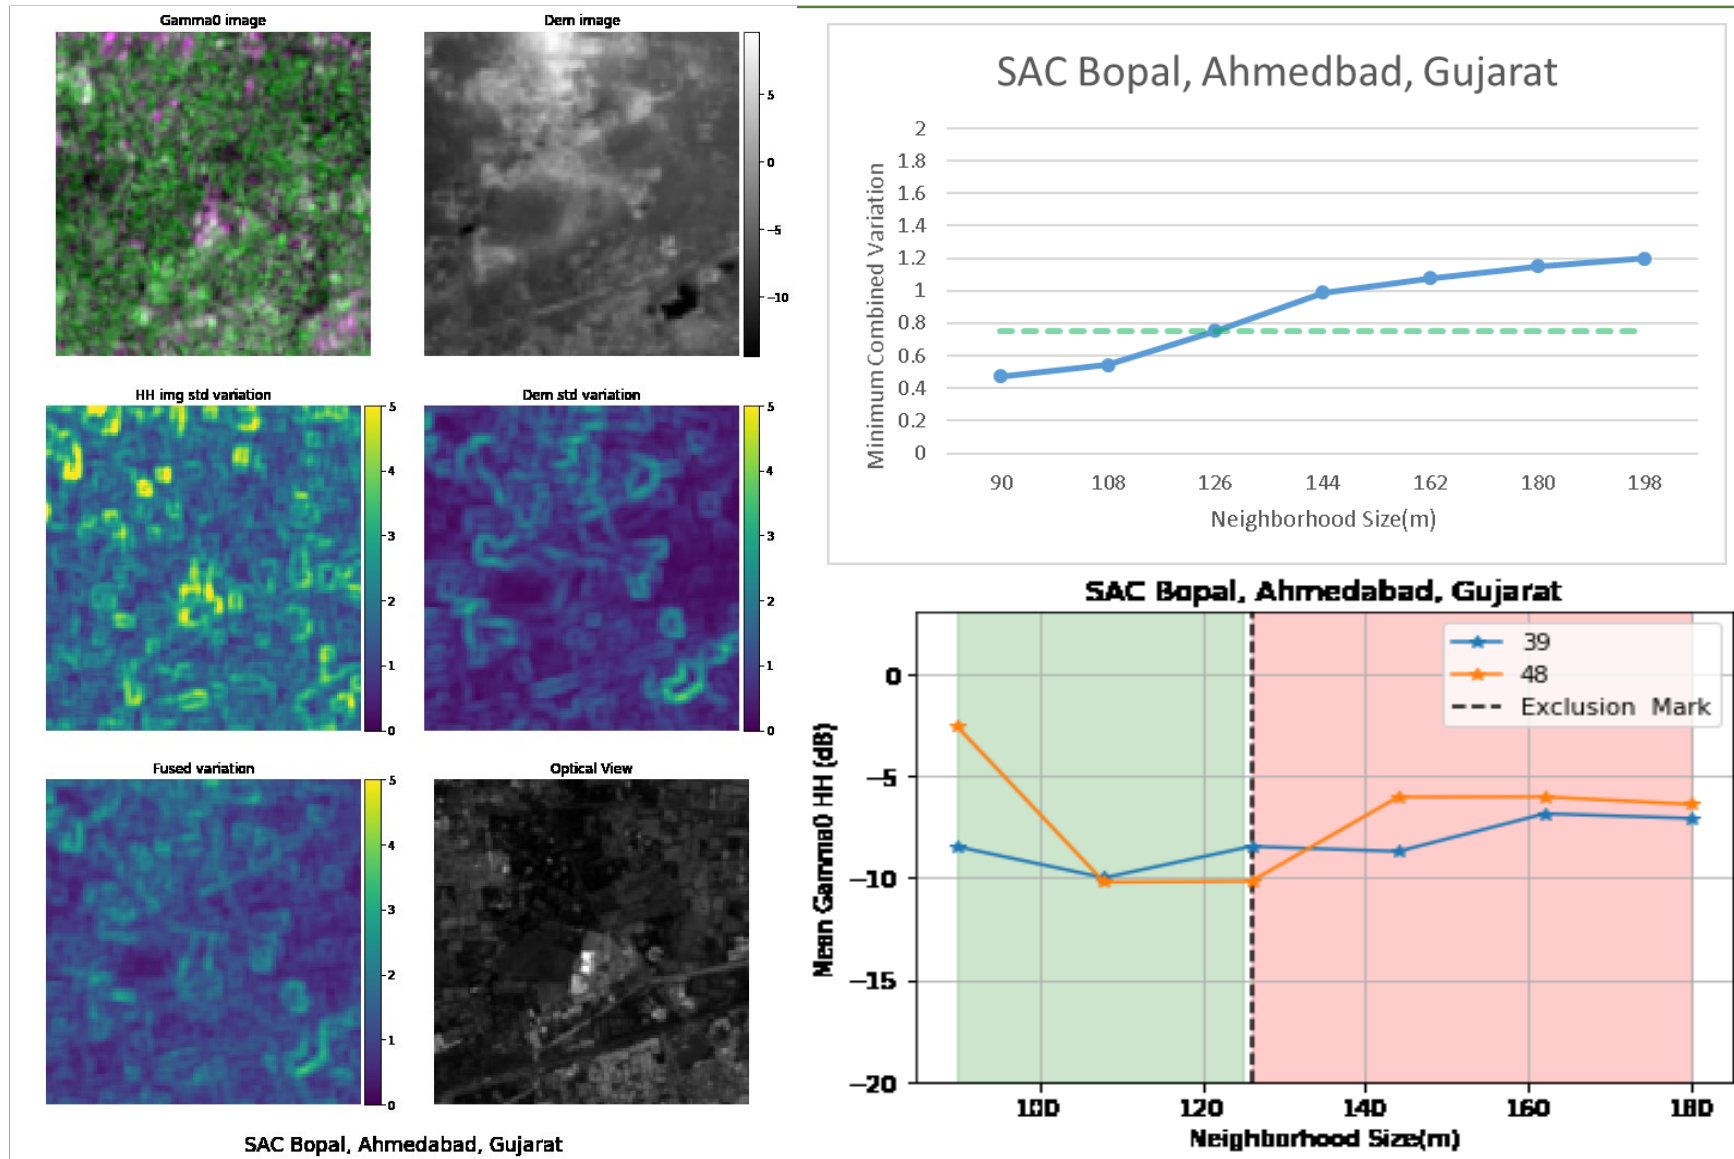 Gamma0 image
Dem image
5
0
−5
−10
HH img std variation
5
4
3
2
1
0
Dem std variation
5
4
3
2
1
0
Fused variation
5
4
3
2
1
0
Optical View
SAC Bopal, Ahmedabad, Gujarat
SAC Bopal, Ahmedbad, Gujarat
Minimum Combined Variation
2
1.8
1.6
1.4
1.2
1
0.8
0.6
0.4
0.2
0
90 108 126 144 162 180 198
Neighborhood Size(m)
SAC Bopal, Ahmedabad, Gujarat
39
48
Exclusion Mark
Mean Gamma0 HH (dB)
0
−5
−10
−15
−20
100 120 140 160 180
Neighborhood Size(m)